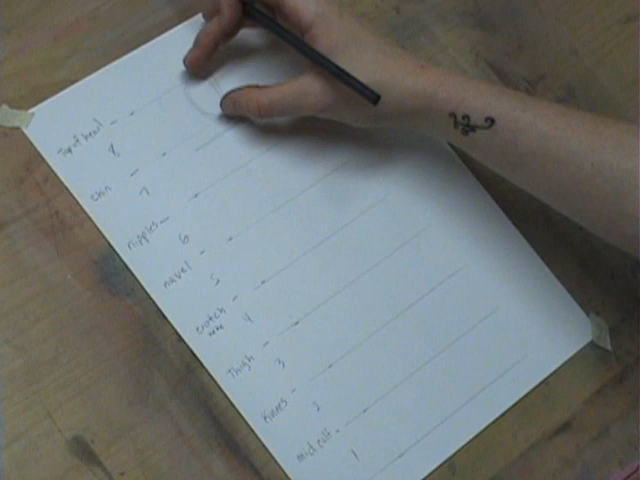 Top of head
8
chin
7
nipples
6
navel
5
crotch
4
Thigh
3
Knees
2
mid calf
1